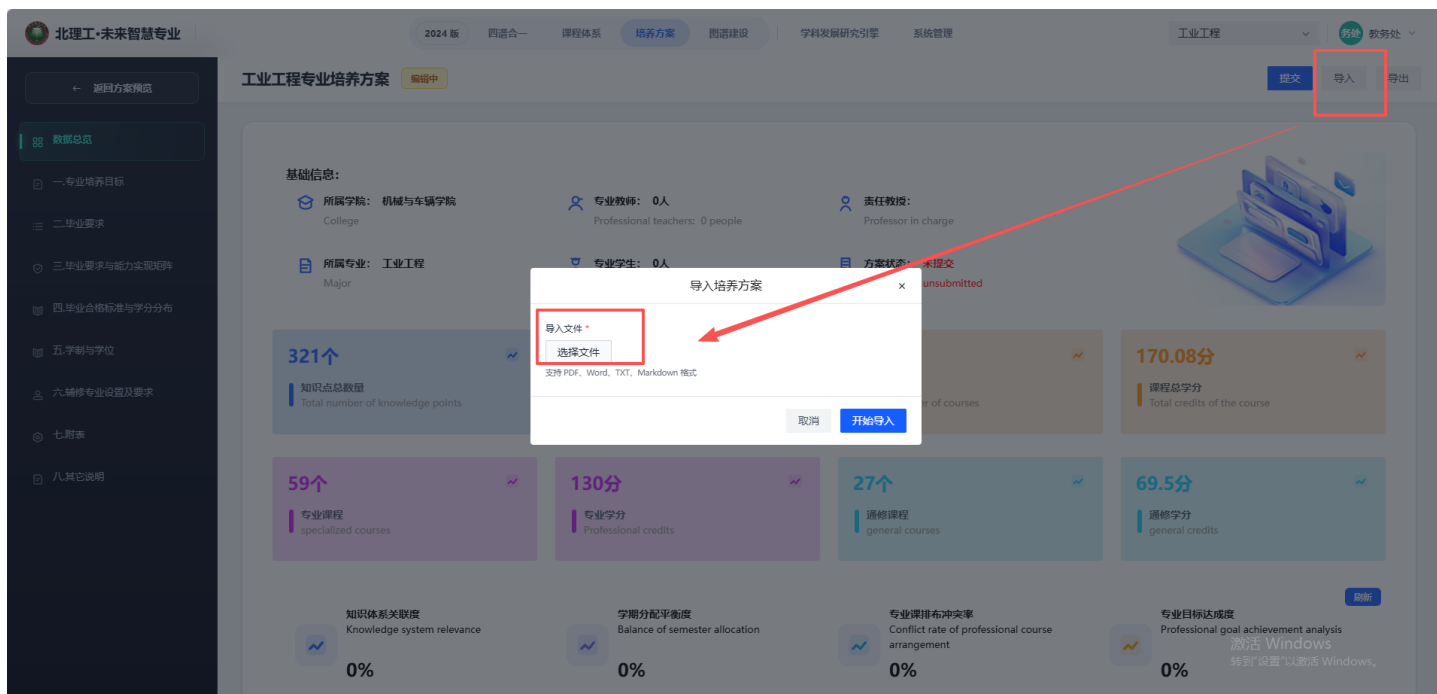 北理工·未来智慧专业
2024 版
四谱合一
课程体系
培养方案
图谱建设
学科发展研究引擎
系统管理
工业工程
务处
教务处
← 返回方案预览
工业工程专业培养方案
编辑中
提交
导入
导出
数据总览
一.专业培养目标
二.毕业要求
三.毕业要求与能力实现矩阵
四.毕业合格标准与学分分布
五.学制与学位
六.辅修专业设置及要求
七.附表
八.其它说明
基础信息:
所属学院: 机械与车辆学院
College
专业教师: 0人
Professional teachers: 0 people
责任教授:
Professor in charge
所属专业: 工业工程
Major
专业学生: 0人
方案状态: 未提交
unsubmitted
导入培养方案
×
导入文件 *
选择文件
支持 PDF、Word、TXT、Markdown 格式
取消
开始导入
321个
知识点总数量
Total number of knowledge points
r of courses
170.08分
课程总学分
Total credits of the course
59个
专业课程
specialized courses
130分
专业学分
Professional credits
27个
通修课程
general courses
69.5分
通修学分
general credits
刷新
知识体系关联度
Knowledge system relevance
0%
学期分配平衡度
Balance of semester allocation
0%
专业课排布冲突率
Conflict rate of professional course
arrangement
0%
专业目标达成度
Professional goal achievement analysis
0%
激活 Windows
转到"设置"以激活 Windows。